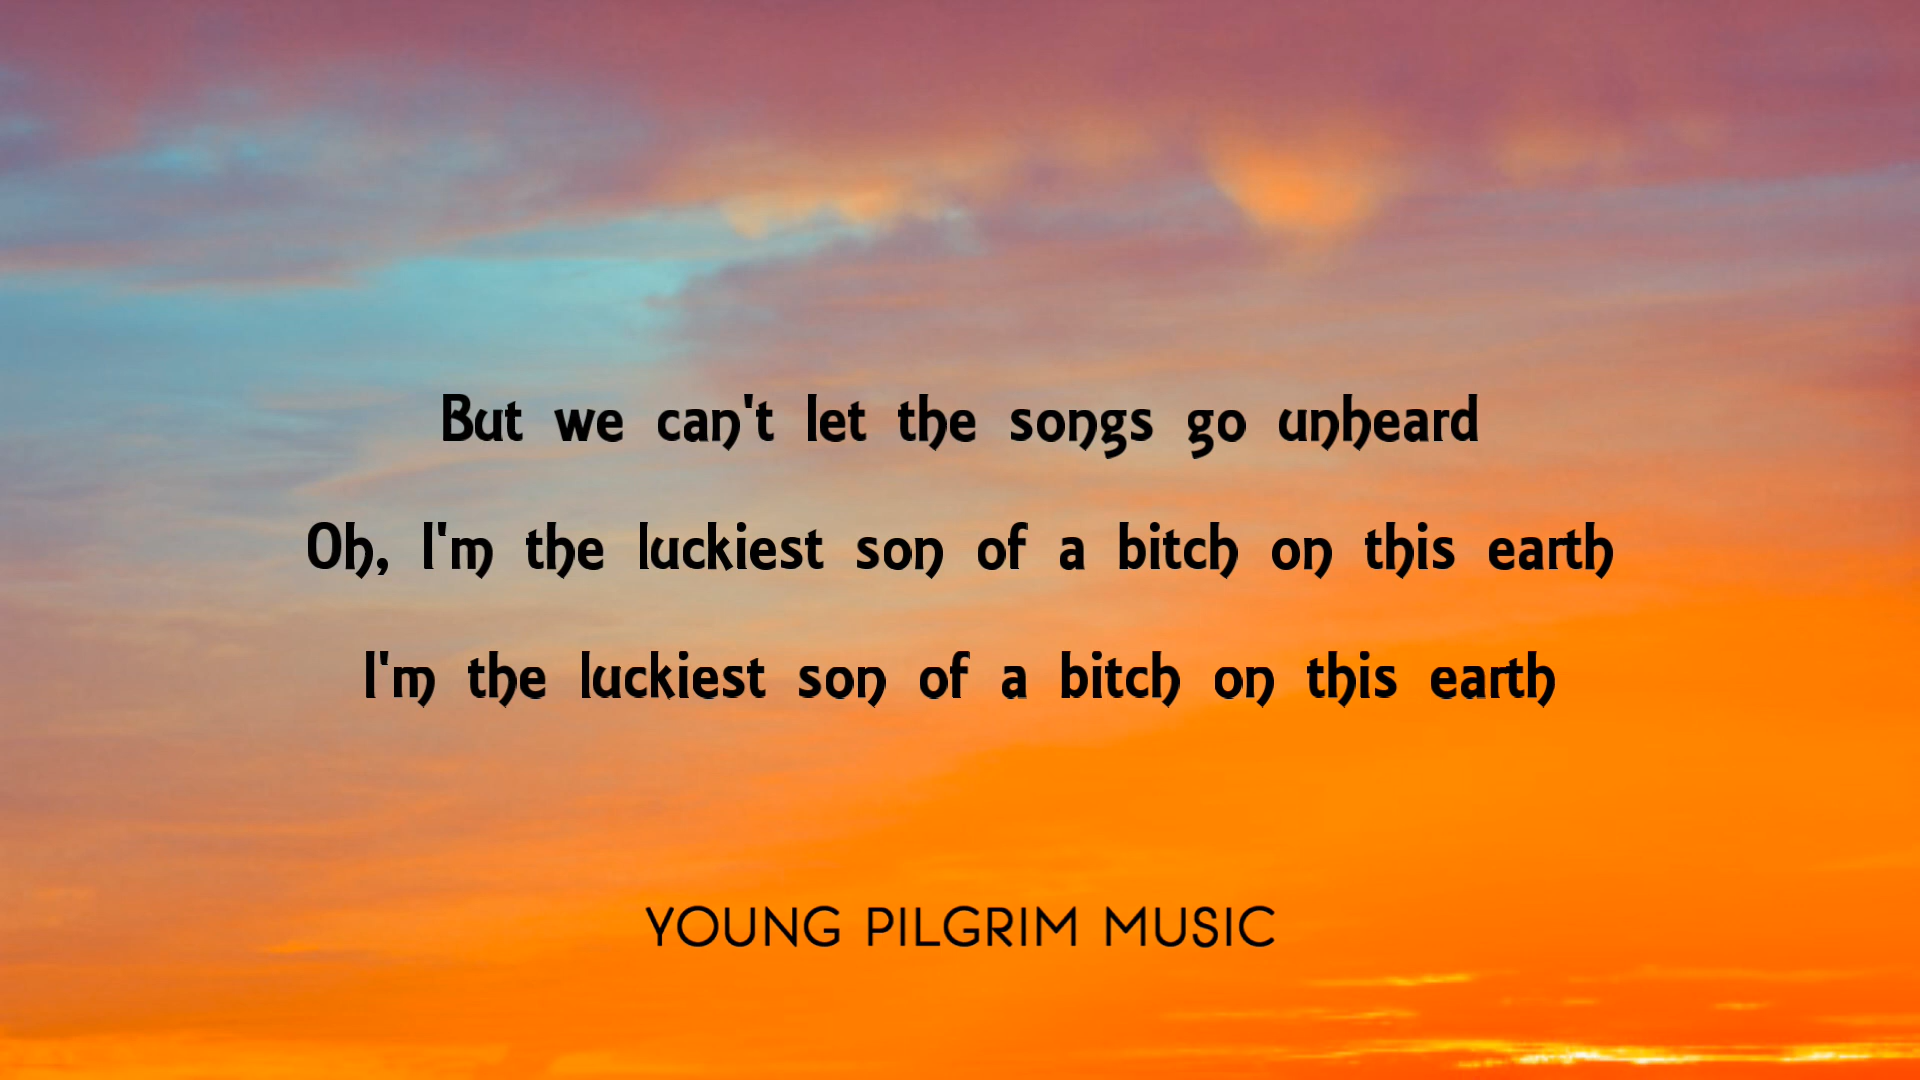 But we can't let the songs go unheard
Oh, I'm the luckiest son of a bitch on this earth
I'm the luckiest son of a bitch on this earth
YOUNG PILGRIM MUSIC